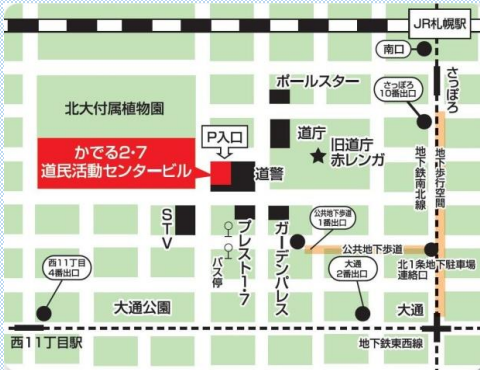 JR札幌駅
南口
さっぽろ
ポールスター
さっぽろ
10番出口
北大付属植物園
P入口
道庁
旧道庁
赤レンガ
かでる2・7
道民活動センタービル
道警
地下鉄南北線
地下歩行空間
STV
バス停
プレスト1・7
ガーデンパレス
公共地下歩道
1番出口
公共地下歩道
北1条地下駐車場
連絡口
西11丁目
4番出口
大通
2番出口
大通公園
大通
西11丁目駅
地下鉄東西線